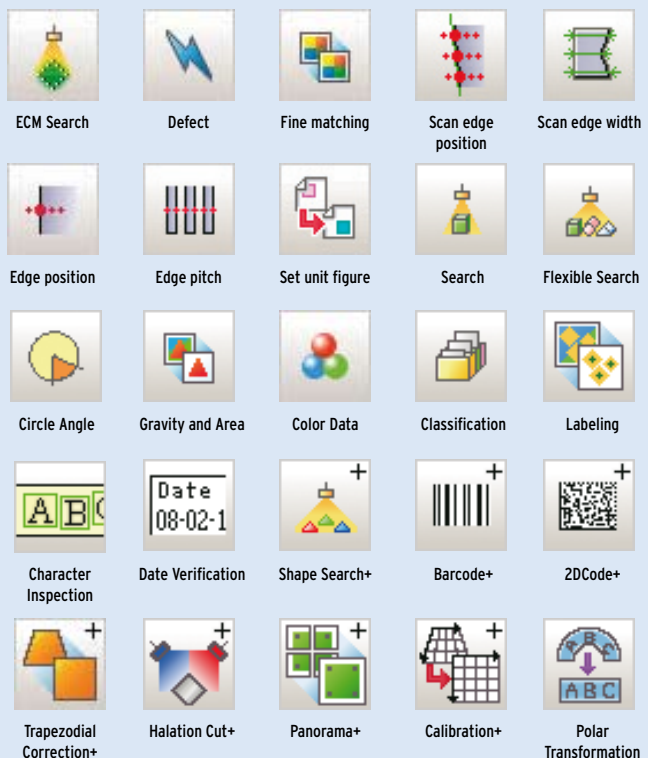 ECM Search
Defect
Fine matching
Scan edge
position
Scan edge width
Edge position
Edge pitch
Set unit figure
Search
Flexible Search
Circle Angle
Gravity and Area
Color Data
Classification
Labeling
A B
Date
08-02-1
+
+
+
Character
Inspection
Date Verification
Shape Search+
Barcode+
2DCode+
+
+
+
+
A B C
ABC
Trapezodial
Correction+
Halation Cut+
Panorama+
Calibration+
Polar
Transformation